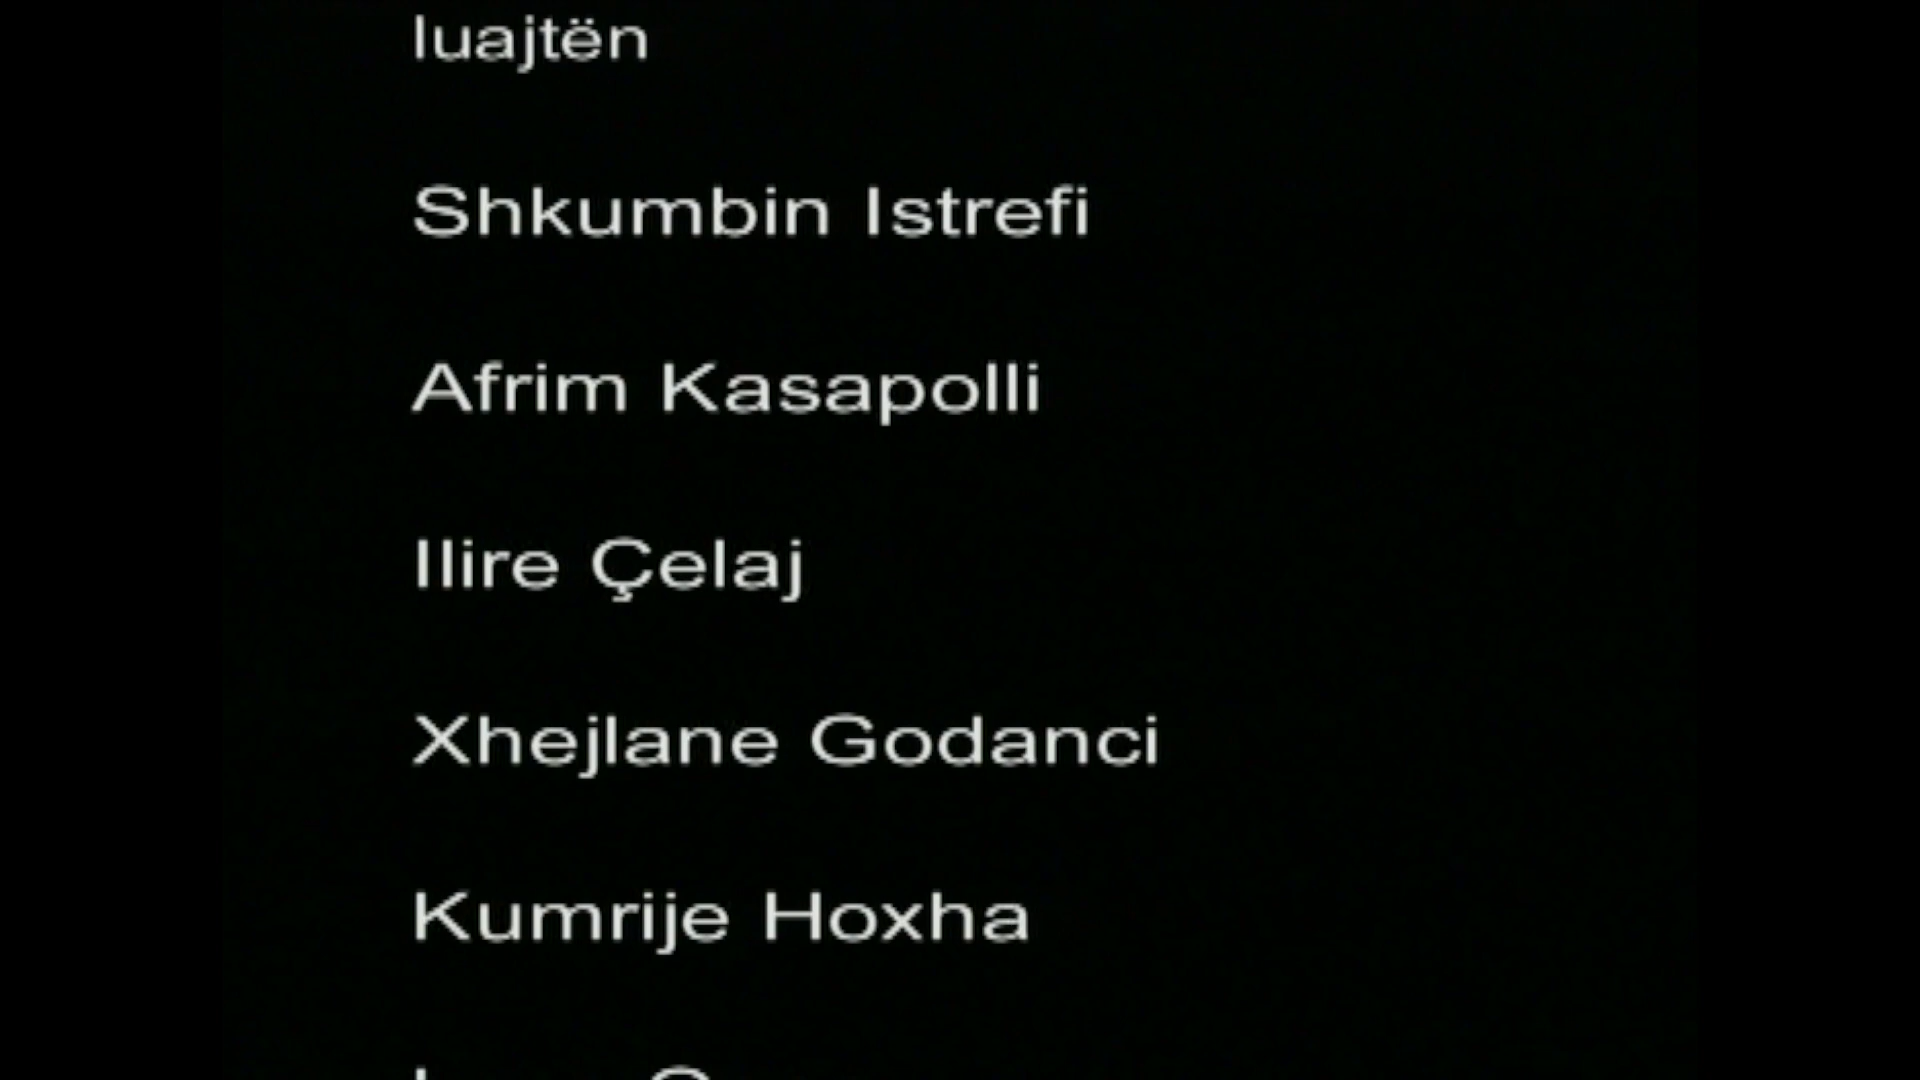 luajtën
Shkumbin Istrefi
Afrim Kasapolli
Ilire Çelaj
Xhejlane Godanci
Kumrije Hoxha